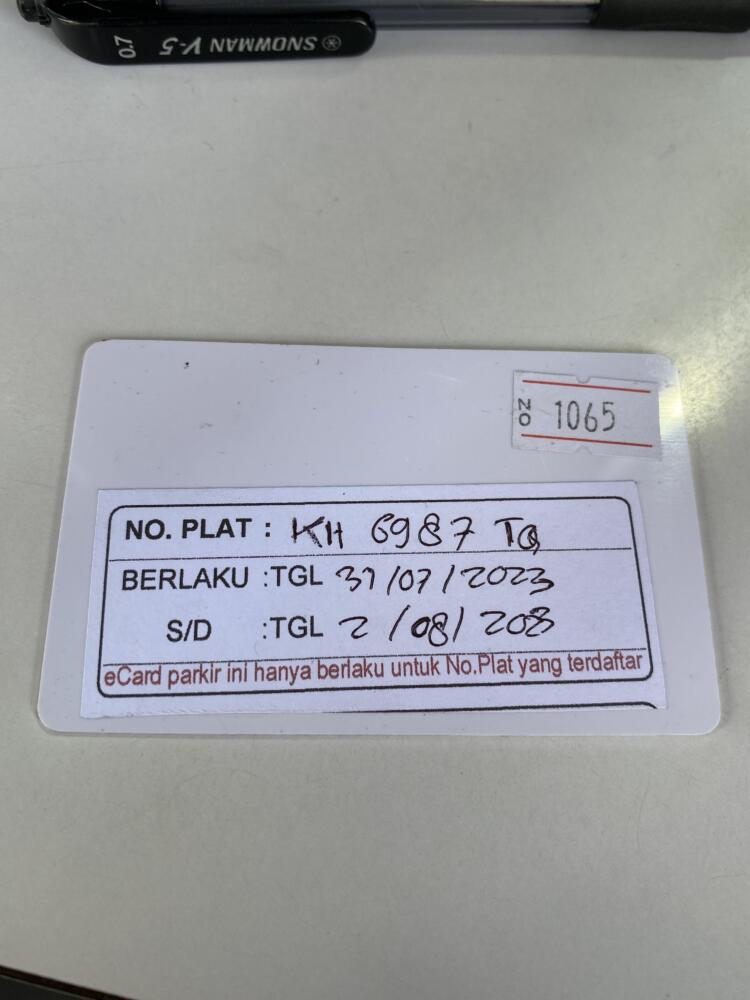 SNOWMAN V-5 0.7
NO 1065
NO. PLAT : KH 6987 TQ
BERLAKU :TGL 31/07/2023
S/D :TGL 2/08/208
eCard parkir ini hanya berlaku untuk No.Plat yang terdaftar